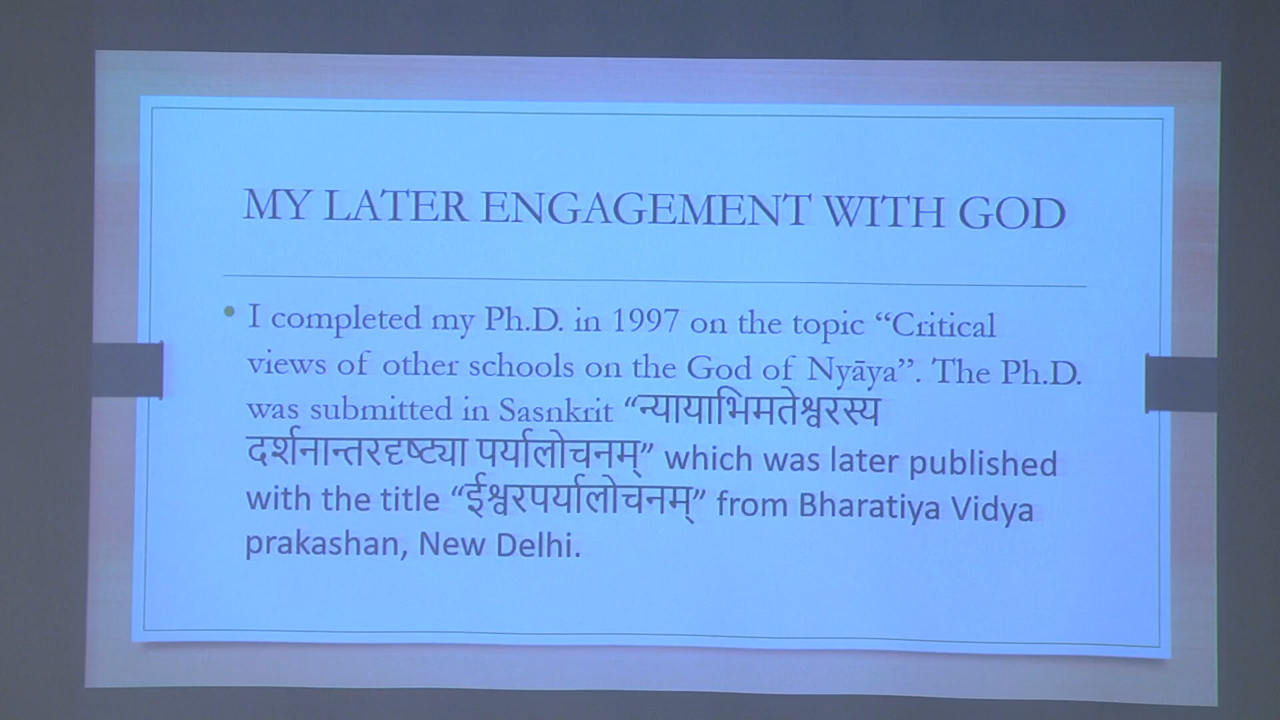 MY LATER ENGAGEMENT WITH GOD
• I completed my Ph.D. in 1997 on the topic “Critical
views of other schools on the God of Nyāya”. The Ph.D.
was submitted in Sasnkrit “न्यायाभिमतेश्वरस्य
दर्शनान्तरदृष्ट्या पर्यालोचनम्” which was later published
with the title “ईश्वरपर्यालोचनम्” from Bharatiya Vidya
prakashan, New Delhi.